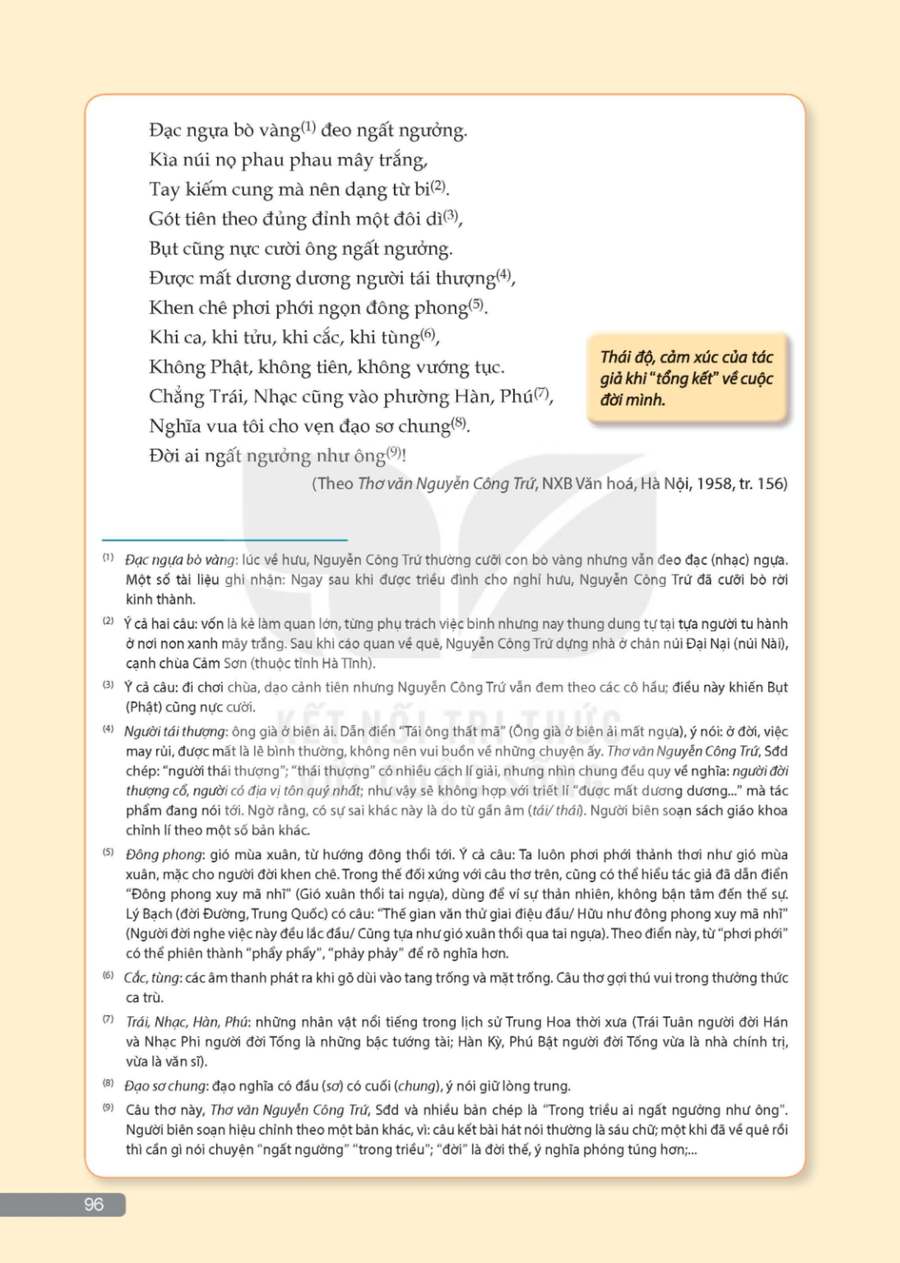 Đạc ngựa bò vàng(1) đeo ngất ngưởng.
Kìa núi nọ phau phau mây trắng,
Tay kiếm cung mà nên dạng từ bi(2).
Gót tiên theo đủng đỉnh một đôi dì(3),
Bụt cũng nực cười ông ngất ngưởng.
Được mất dương dương người tái thượng(4),
Khen chê phơi phới ngọn đông phong(5).
Khi ca, khi tửu, khi cắc, khi tùng(6),
Không Phật, không tiên, không vướng tục.
Chẳng Trái, Nhạc cũng vào phường Hàn, Phú(7),
Nghĩa vua tôi cho vẹn đạo sơ chung(8).
Đời ai ngất ngưởng như ông(9)!
Thái độ, cảm xúc của tác
giả khi “tổng kết” về cuộc
đời mình.
(Theo Thơ văn Nguyễn Công Trứ, NXB Văn hoá, Hà Nội, 1958, tr. 156)
(1) Đạc ngựa bò vàng: lúc về hưu, Nguyễn Công Trứ thường cưỡi con bò vàng nhưng vẫn đeo đạc (nhạc) ngựa.
Một số tài liệu ghi nhận: Ngay sau khi được triều đình cho nghỉ hưu, Nguyễn Công Trứ đã cưỡi bò rời
kinh thành.
(2) Ý cả hai câu: vốn là kẻ làm quan lớn, từng phụ trách việc binh nhưng nay thung dung tự tại tựa người tu hành
ở nơi non xanh mây trắng. Sau khi cáo quan về quê, Nguyễn Công Trứ dựng nhà ở chân núi Đại Nại (núi Nài),
cạnh chùa Cảm Sơn (thuộc tỉnh Hà Tĩnh).
(3) Ý cả câu: đi chơi chùa, dạo cảnh tiên nhưng Nguyễn Công Trứ vẫn đem theo các cô hầu; điều này khiến Bụt
(Phật) cũng nực cười.
(4) Người tái thượng: ông già ở biên ải. Dẫn điển “Tái ông thất mã” (Ông già ở biên ải mất ngựa), ý nói: ở đời, việc
may rủi, được mất là lẽ bình thường, không nên vui buồn về những chuyện ấy. Thơ văn Nguyễn Công Trứ, Sđd
chép: “người thái thượng”; “thái thượng” có nhiều cách lí giải, nhưng nhìn chung đều quy về nghĩa: người đời
thượng cổ, người có địa vị tôn quý nhất; như vậy sẽ không hợp với triết lí “được mất dương dương...” mà tác
phẩm đang nói tới. Ngờ rằng, có sự sai khác này là do từ gần âm (tái/ thái). Người biên soạn sách giáo khoa
chỉnh lí theo một số bản khác.
(5) Đông phong: gió mùa xuân, từ hướng đông thổi tới. Ý cả câu: Ta luôn phơi phới thảnh thơi như gió mùa
xuân, mặc cho người đời khen chê. Trong thế đối xứng với câu thơ trên, cũng có thể hiểu tác giả đã dẫn điển
“Đông phong xuy mã nhĩ” (Gió xuân thổi tai ngựa), dùng để ví sự thản nhiên, không bận tâm đến thế sự.
Lý Bạch (đời Đường, Trung Quốc) có câu: “Thế gian văn thử giai điệu đầu/ Hữu như đông phong xuy mã nhĩ”
(Người đời nghe việc này đều lắc đầu/ Cũng tựa như gió xuân thổi qua tai ngựa). Theo điển này, từ “phơi phới”
có thể phiên thành “phẩy phẩy”, “phảy phảy” để rõ nghĩa hơn.
(6) Cắc, tùng: các âm thanh phát ra khi gõ dùi vào tang trống và mặt trống. Câu thơ gợi thú vui trong thưởng thức
ca trù.
(7) Trái, Nhạc, Hàn, Phú: những nhân vật nổi tiếng trong lịch sử Trung Hoa thời xưa (Trái Tuân người đời Hán
và Nhạc Phi người đời Tống là những bậc tướng tài; Hàn Kỳ, Phú Bật người đời Tống vừa là nhà chính trị,
vừa là văn sĩ).
(8) Đạo sơ chung: đạo nghĩa có đầu (sơ) có cuối (chung), ý nói giữ lòng trung.
(9) Câu thơ này, Thơ văn Nguyễn Công Trứ, Sđd và nhiều bản chép là “Trong triều ai ngất ngưởng như ông”.
Người biên soạn hiệu chỉnh theo một bản khác, vì: câu kết bài hát nói thường là sáu chữ; một khi đã về quê rồi
thì cần gì nói chuyện “ngất ngưởng” “trong triều”; “đời” là đời thế, ý nghĩa phóng túng hơn;...
KẾT NỐI TRI THỨC
VỚI CUỘC SỐNG
96